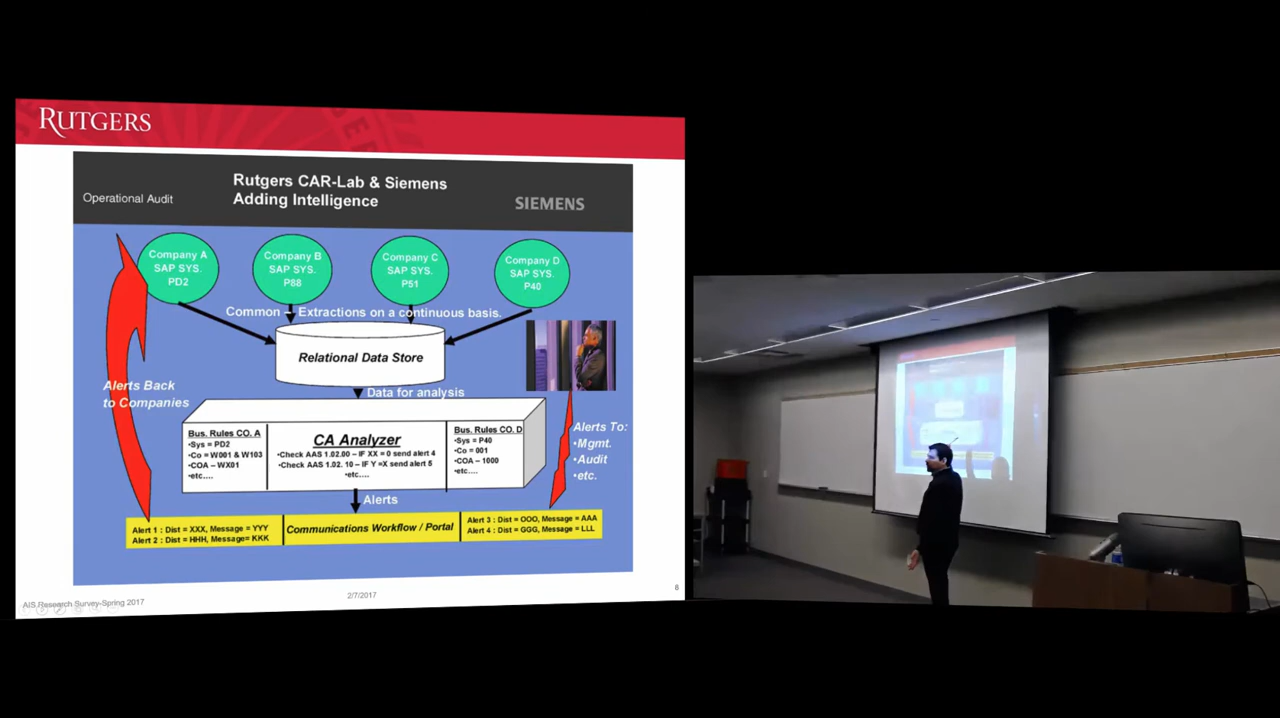 RUTGERS
Rutgers CAR-Lab & Siemens
Adding Intelligence
Operational Audit
SIEMENS
Company A
SAP SYS.
PD2
Company B
SAP SYS.
P88
Company C
SAP SYS.
P51
Company D
SAP SYS.
P40
Common – Extractions on a continuous basis.
Relational Data Store
Data for analysis
Alerts Back
to Companies
Bus. Rules CO. A
•Sys = PD2
•Co = W001 & W103
•COA – WX01
•etc….
CA Analyzer
•Check AAS 1.02.00 – IF XX = 0 send alert 4
•Check AAS 1.02. 10 – IF Y =X send alert 5
•etc…
Bus. Rules CO. D
•Sys = P40
•Co = 001
•COA – 1000
•etc….
Alerts To:
•Mgmt.
•Audit
•etc.
Alerts
Alert 1 : Dist = XXX, Message = YYY
Alert 2 : Dist = HHH, Message= KKK
Communications Workflow / Portal
Alert 3 : Dist = OOO, Message = AAA
Alert 4 : Dist = GGG, Message = LLL
AIS Research Survey-Spring 2017
2/7/2017